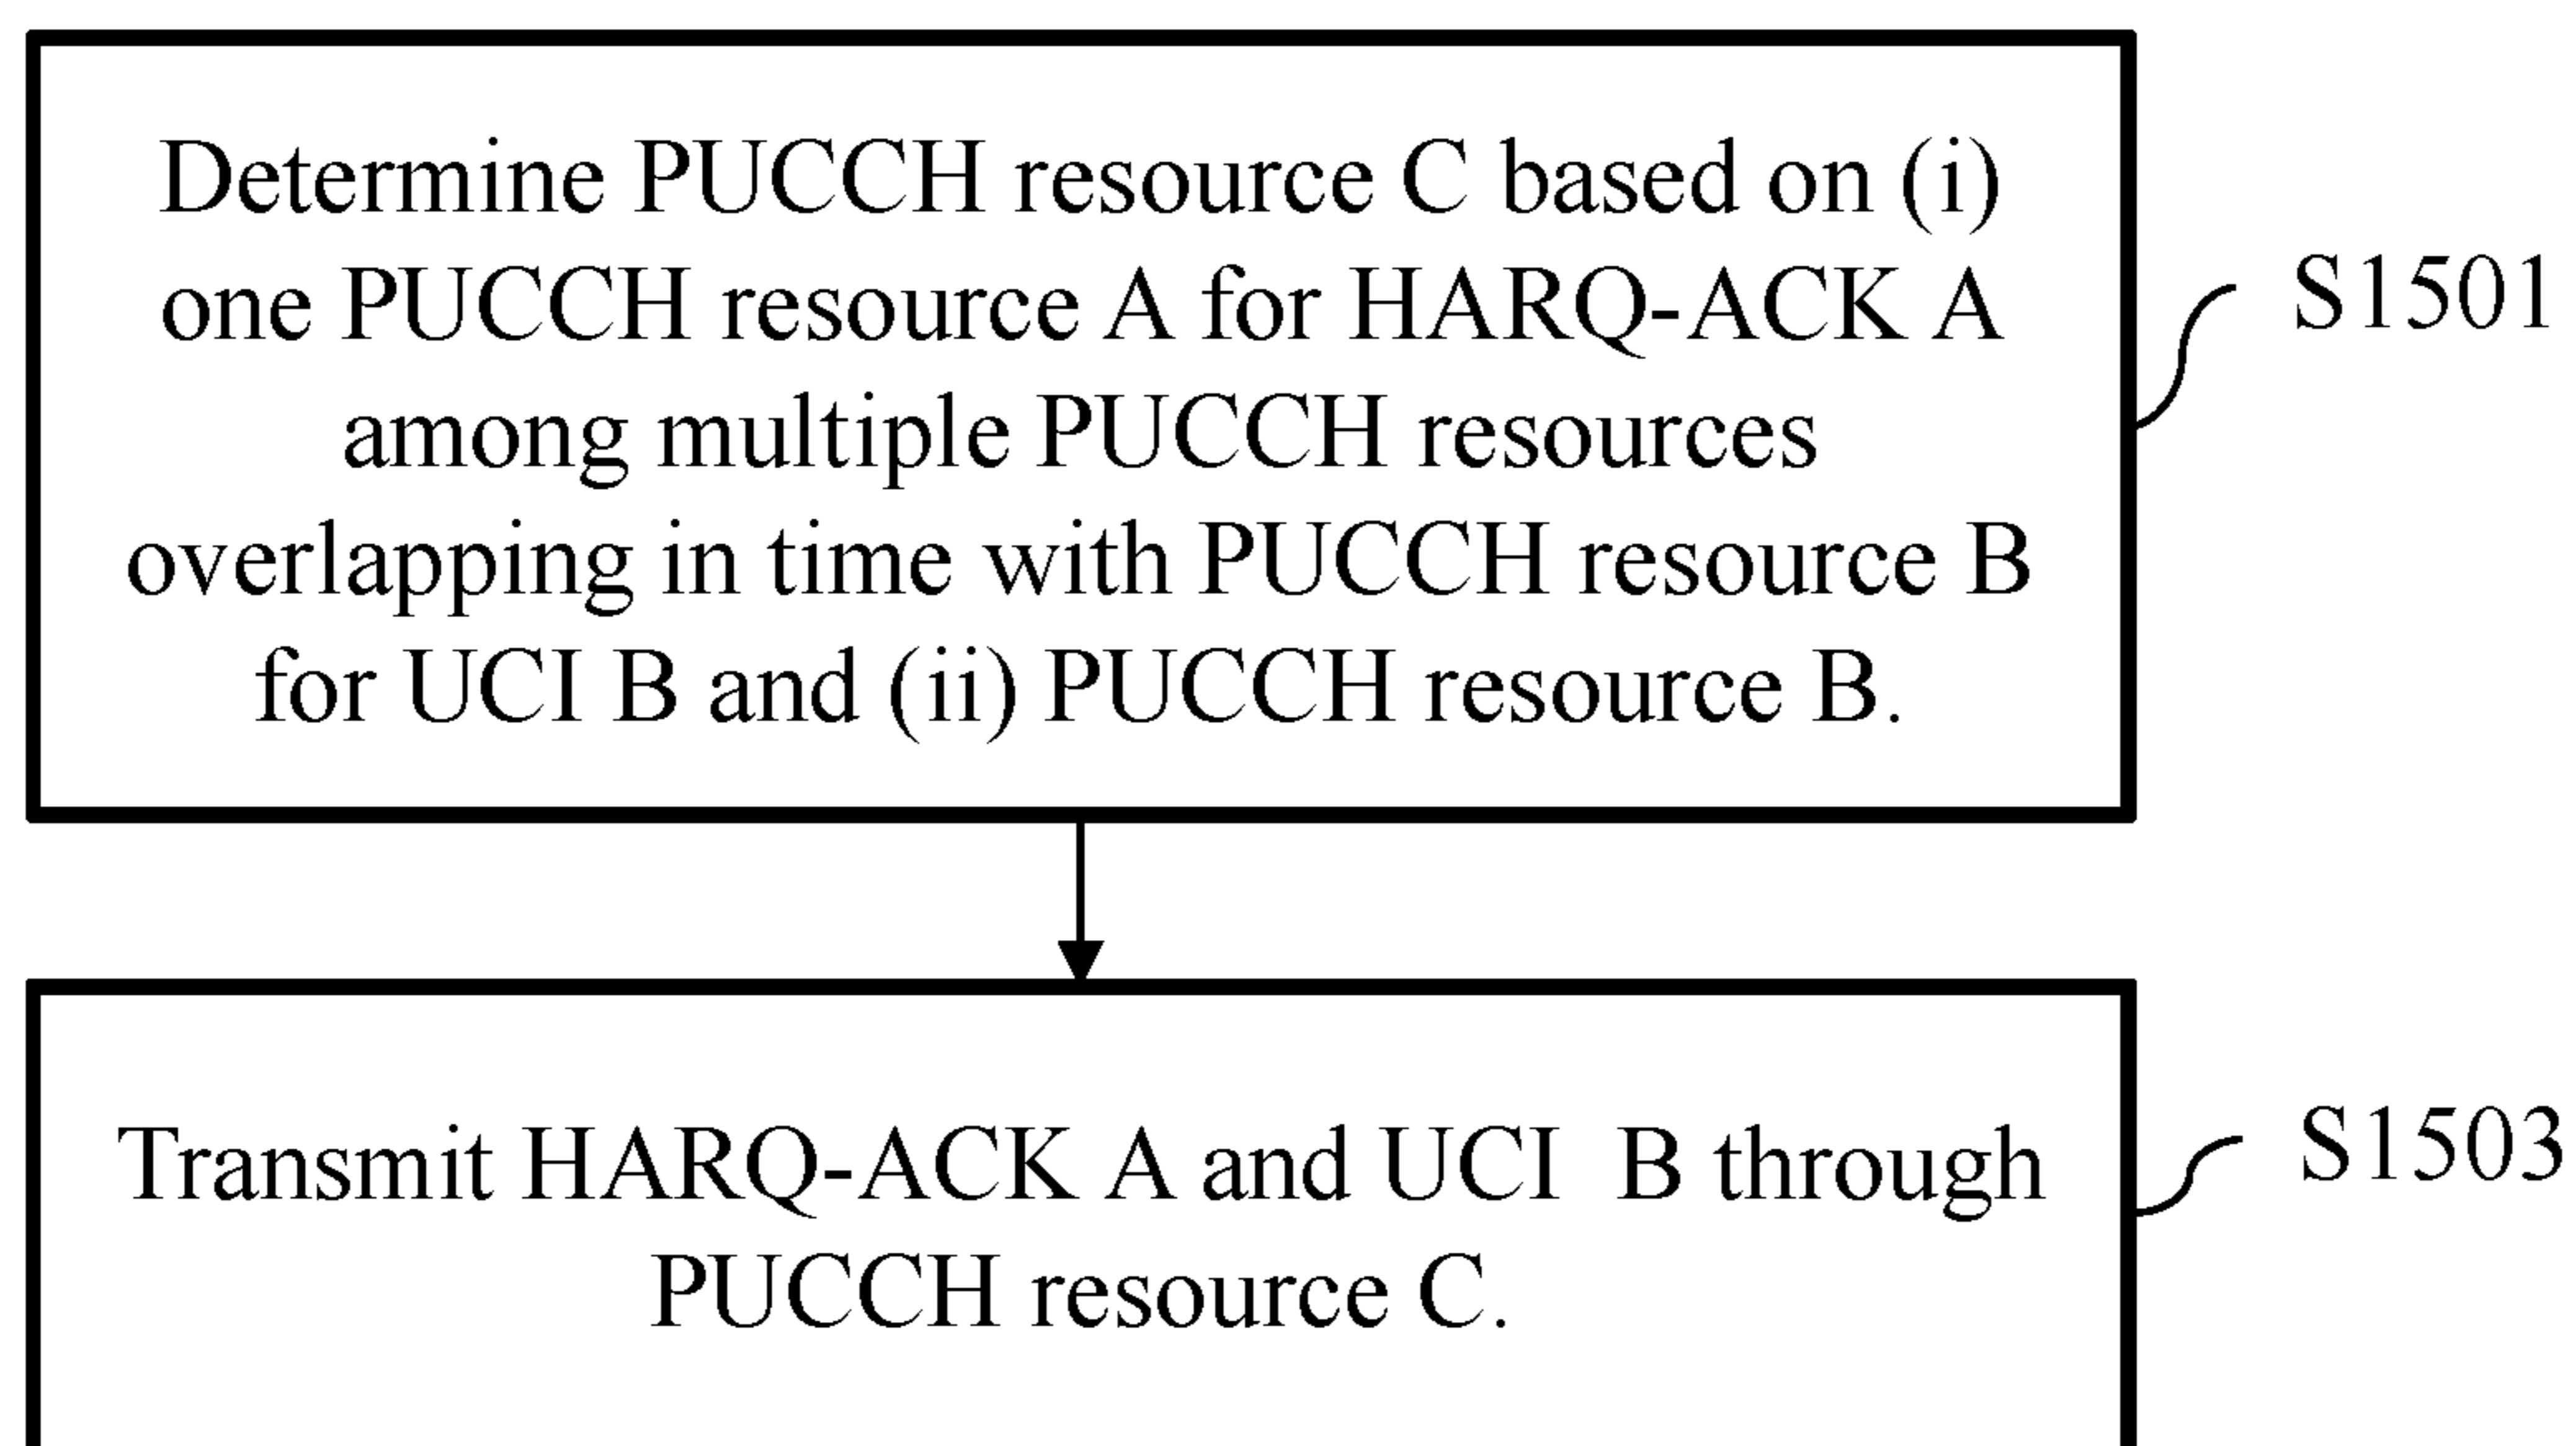 Determine PUCCH resource C based on (i)
one PUCCH resource A for HARQ-ACK A
among multiple PUCCH resources
overlapping in time with PUCCH resource B
for UCI B and (ii) PUCCH resource B.
S1501
Transmit HARQ-ACK A and UCI B through
PUCCH resource C.
S1503